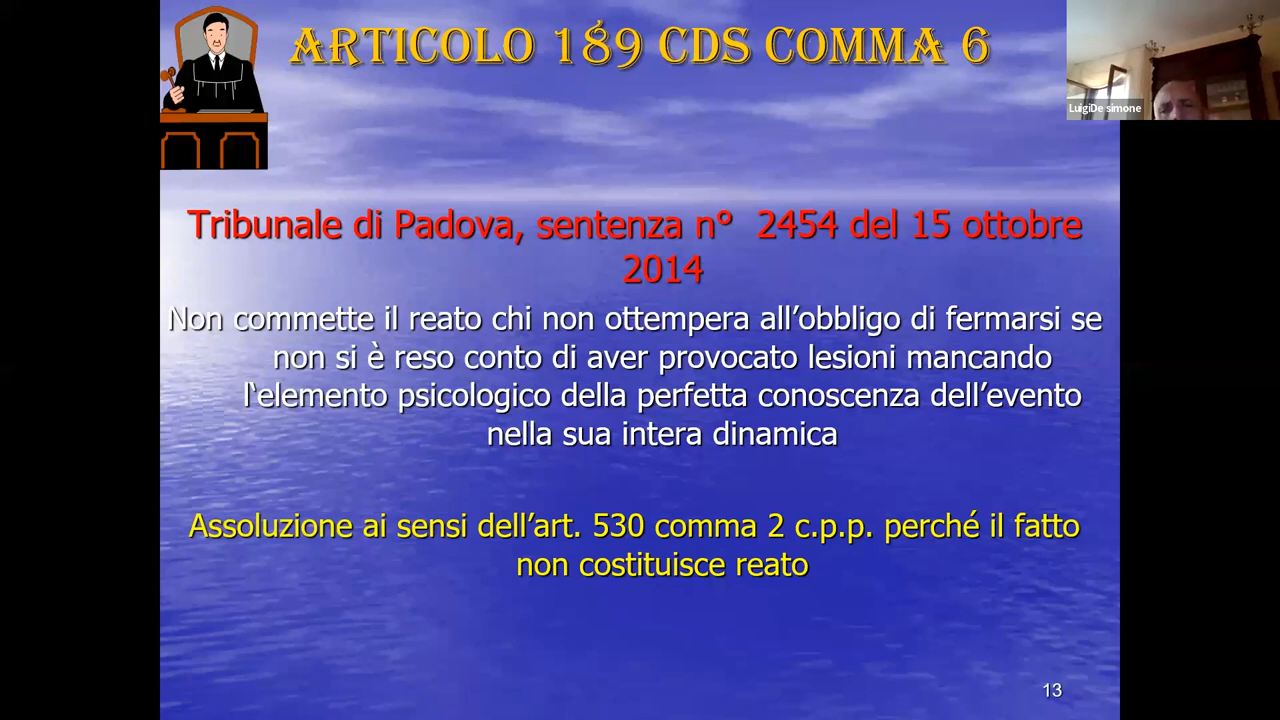 ARTICOLO 189 CDS COMMA 6
LuigiDe simone
Tribunale di Padova, sentenza n°  2454 del 15 ottobre
2014
Non commette il reato chi non ottempera all’obbligo di fermarsi se
non si è reso conto di aver provocato lesioni mancando
l‘elemento psicologico della perfetta conoscenza dell’evento
nella sua intera dinamica
Assoluzione ai sensi dell’art. 530 comma 2 c.p.p. perché il fatto
non costituisce reato
13